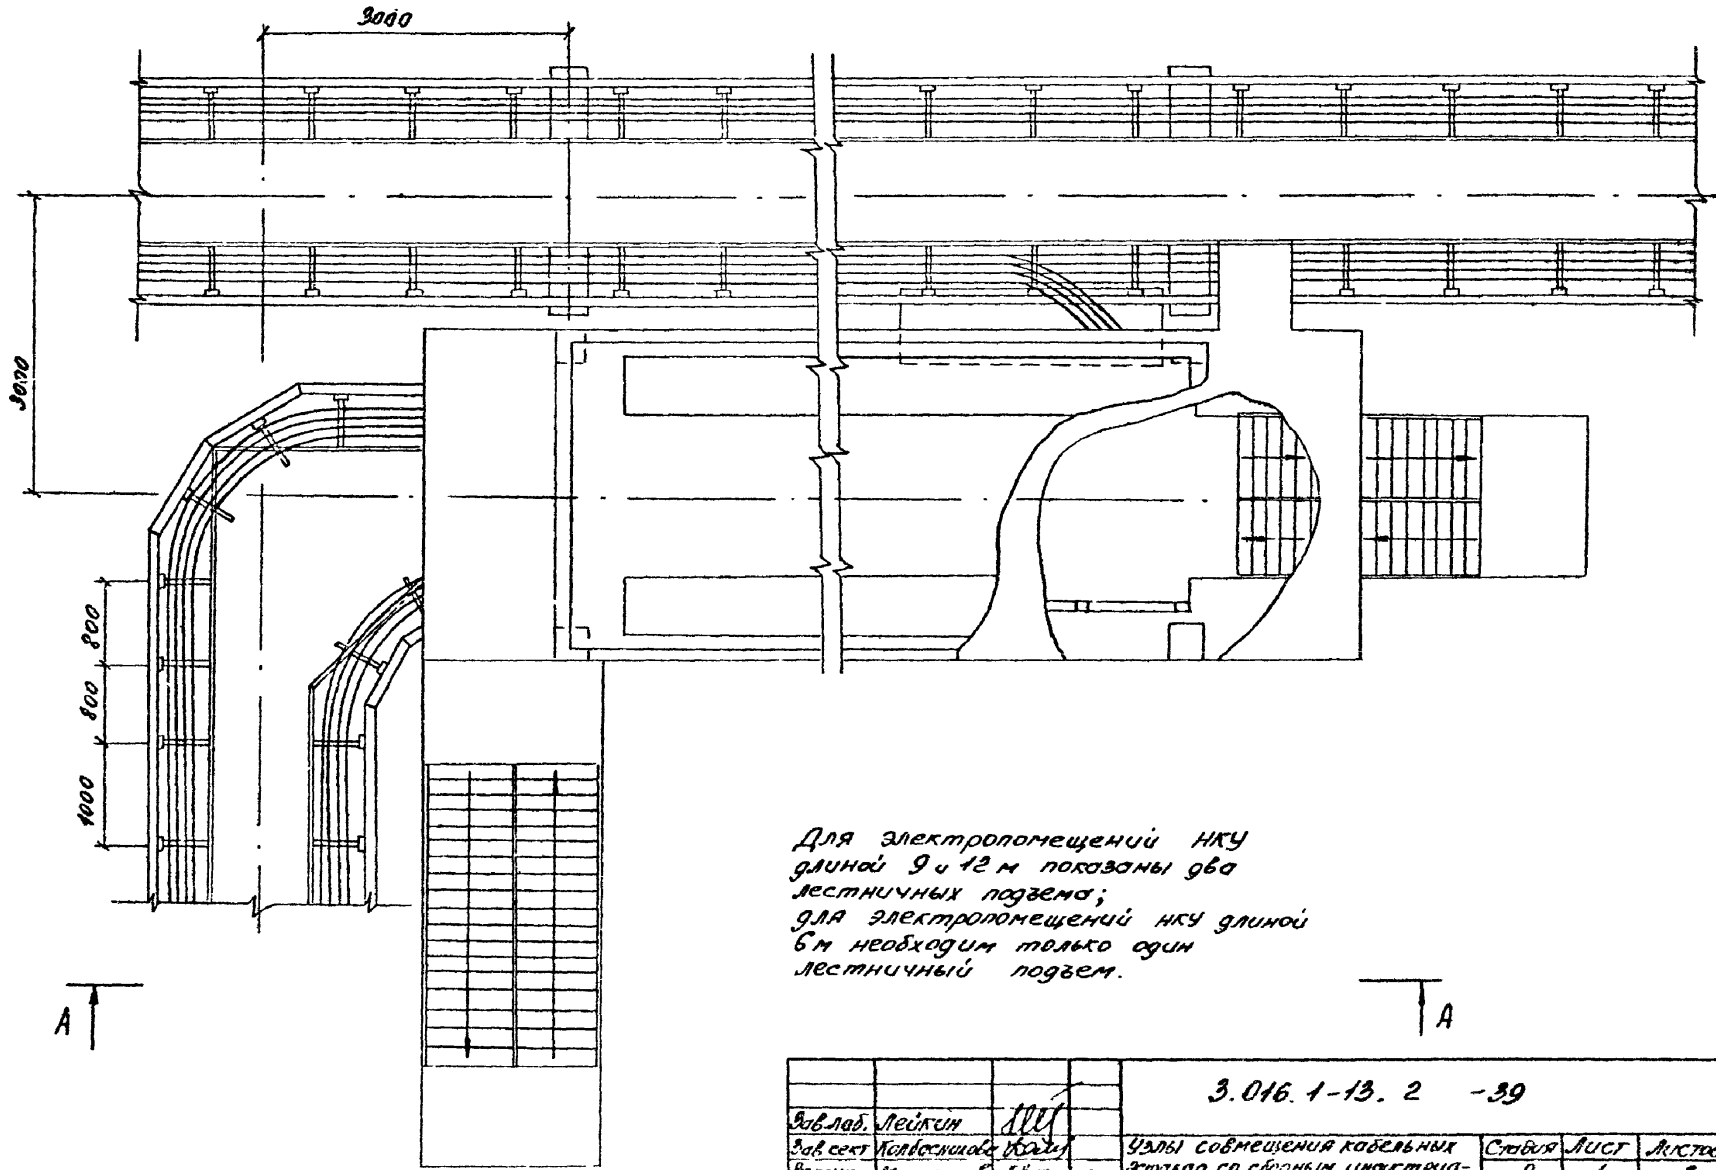 3000
3000
800
800
1000
Для электропомещений НКУ
длиной 9 и 12 м показаны два
лестничных подъема;
для электропомещений НКУ длиной
6 м необходим только один
лестничный подъем.
А
А
3.016.1-13.2 -39
Зав.лаб. Лейкин
Зав.сект
Узлы совмещения кабельных
Стадия Лист Листов